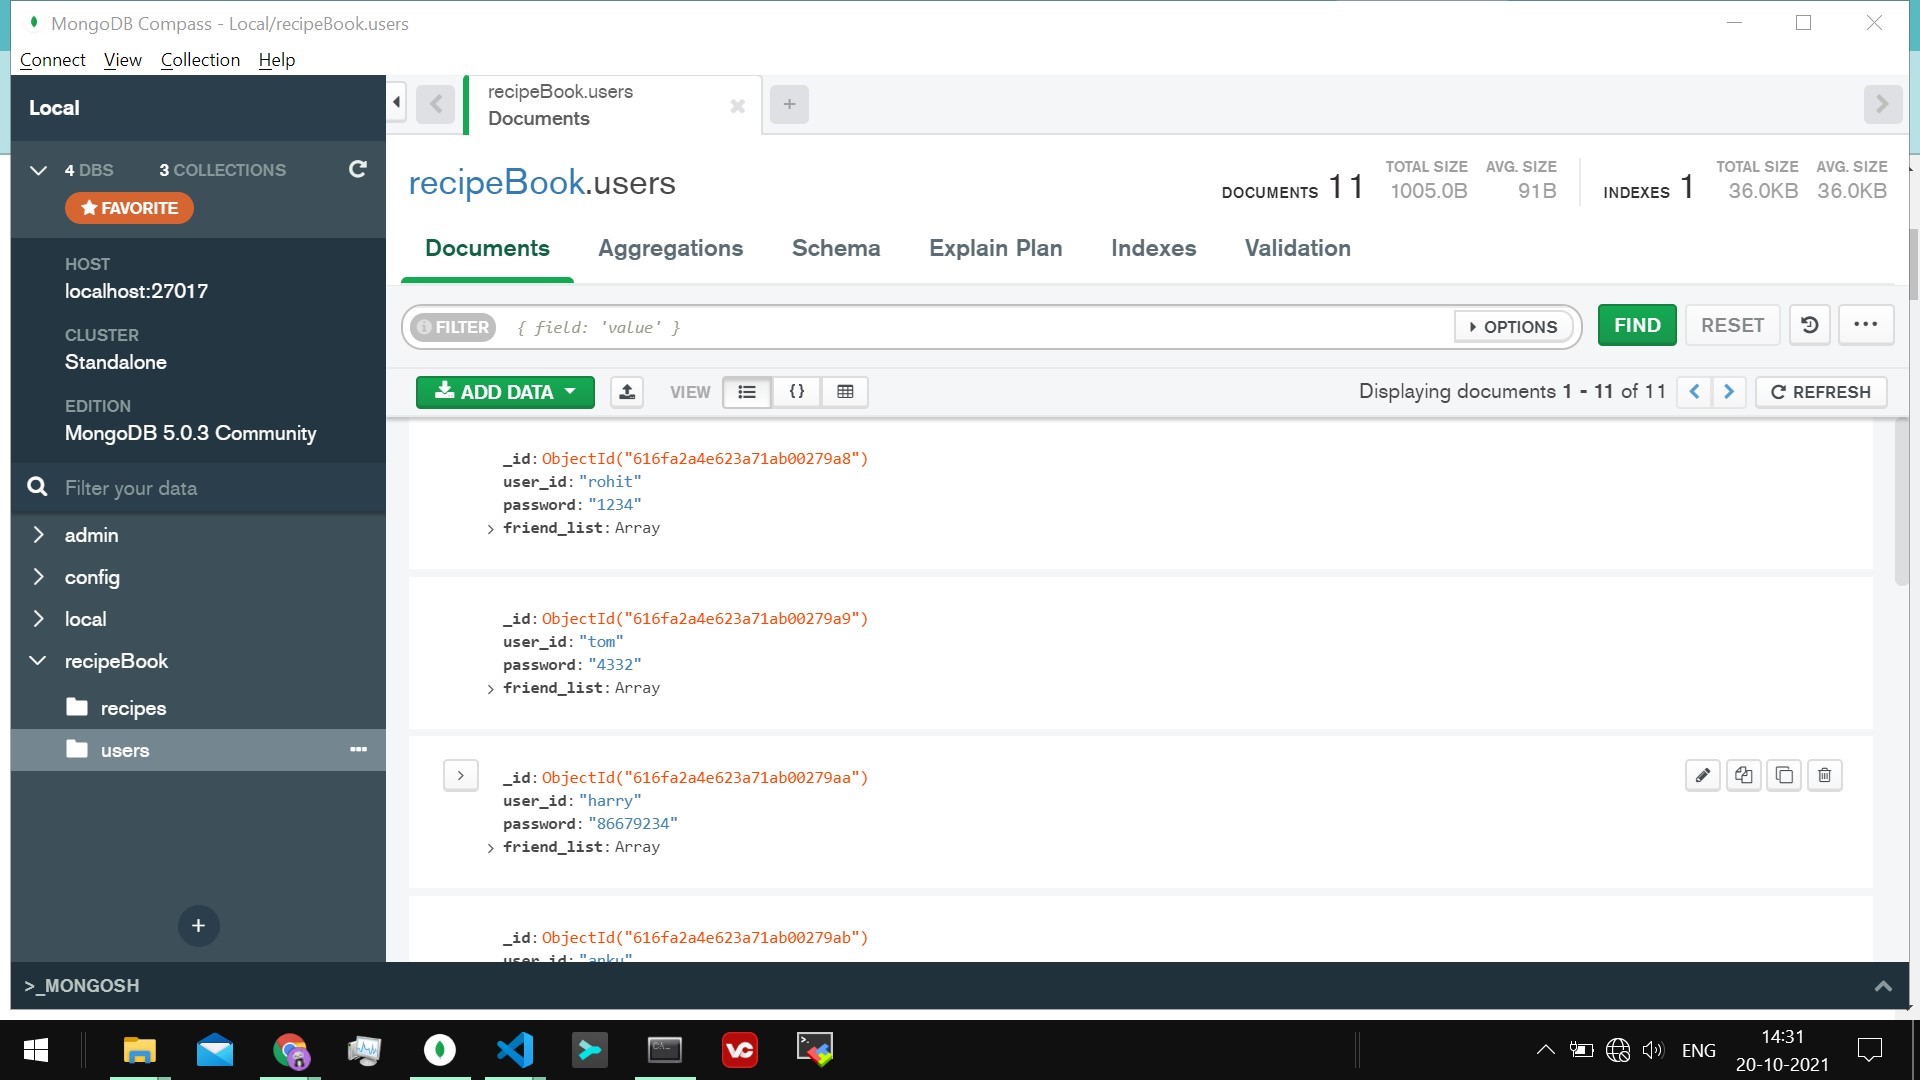 MongoDB Compass - Local/recipeBook.users
Connect View Collection Help
Local
recipeBook.users
Documents
4 DBS 3 COLLECTIONS
FAVORITE
HOST
localhost:27017
CLUSTER
Standalone
EDITION
MongoDB 5.0.3 Community
Filter your data
admin
config
local
recipeBook
recipes
users
recipeBook.users
DOCUMENTS 11
TOTAL SIZE AVG. SIZE
1005.0B 91B
INDEXES 1
TOTAL SIZE AVG. SIZE
36.0KB 36.0KB
Documents Aggregations Schema Explain Plan Indexes Validation
FILTER { field: 'value' } OPTIONS FIND RESET
ADD DATA VIEW {} Displaying documents 1 - 11 of 11 REFRESH
_id: ObjectId("616fa2a4e623a71ab00279a8")
user_id: "rohit"
password: "1234"
friend_list: Array
_id: ObjectId("616fa2a4e623a71ab00279a9")
user_id: "tom"
password: "4332"
friend_list: Array
_id: ObjectId("616fa2a4e623a71ab00279aa")
user_id: "harry"
password: "86679234"
friend_list: Array
_id: ObjectId("616fa2a4e623a71ab00279ab")
user_id: "anku"
>_MONGOSH
ENG
14:31
20-10-2021